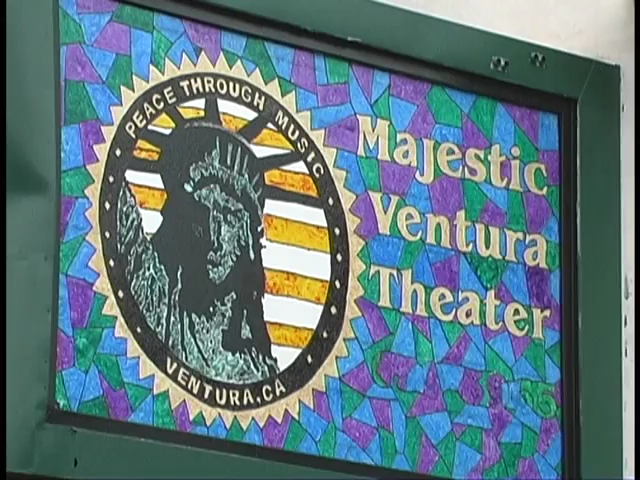 PEACE THROUGH MUSIC
VENTURA, CA
Majestic
Ventura
Theater